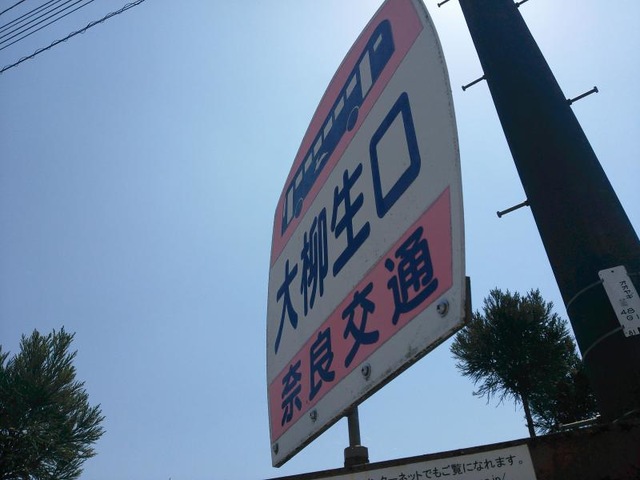 大柳生口
奈良交通
ターネットでもご覧になれます。